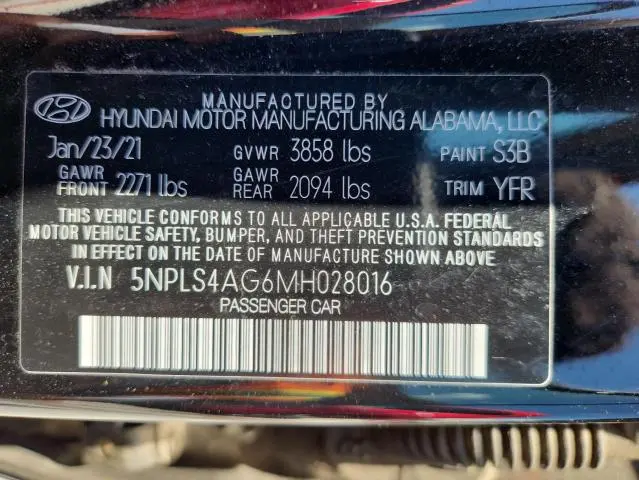 MANUFACTURED BY
HYUNDAI MOTOR MANUFACTURING ALABAMA, LLC
Jan/23/21 GVWR 3858 lbs PAINT S3B
GAWR FRONT 2271 lbs GAWR REAR 2094 lbs TRIM YFR
THIS VEHICLE CONFORMS TO ALL APPLICABLE U.S.A. FEDERAL
MOTOR VEHICLE SAFETY, BUMPER, AND THEFT PREVENTION STANDARDS
IN EFFECT ON THE DATE OF MANUFACTURE SHOWN ABOVE
V.I.N 5NPLS4AG6MH028016
PASSENGER CAR